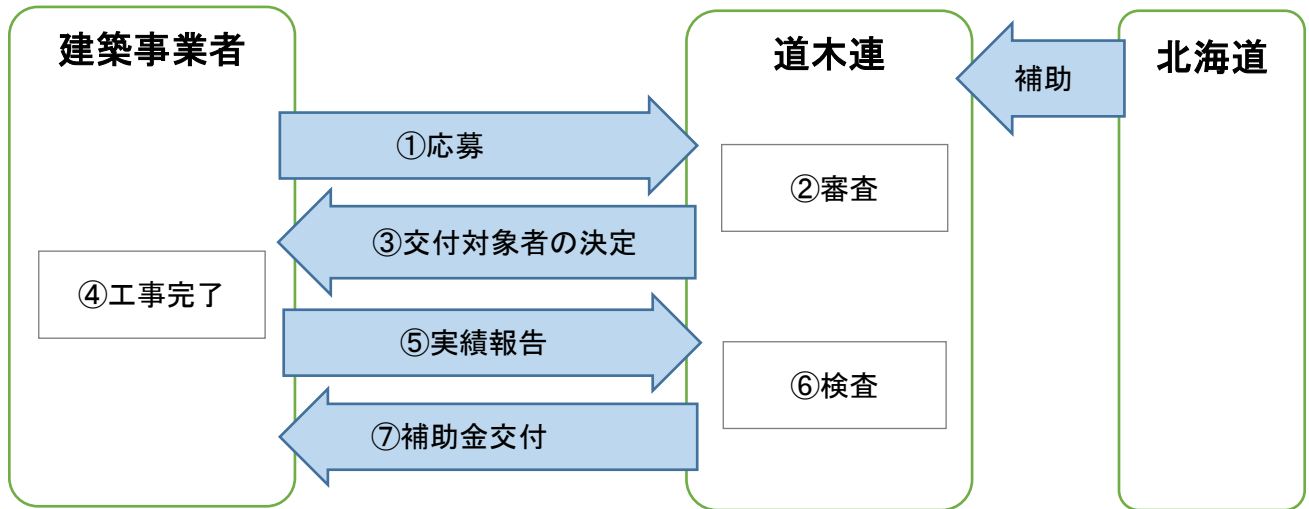 建築事業者
道木連
北海道
補助
①応募
②審査
③交付対象者の決定
④工事完了
⑤実績報告
⑥検査
⑦補助金交付